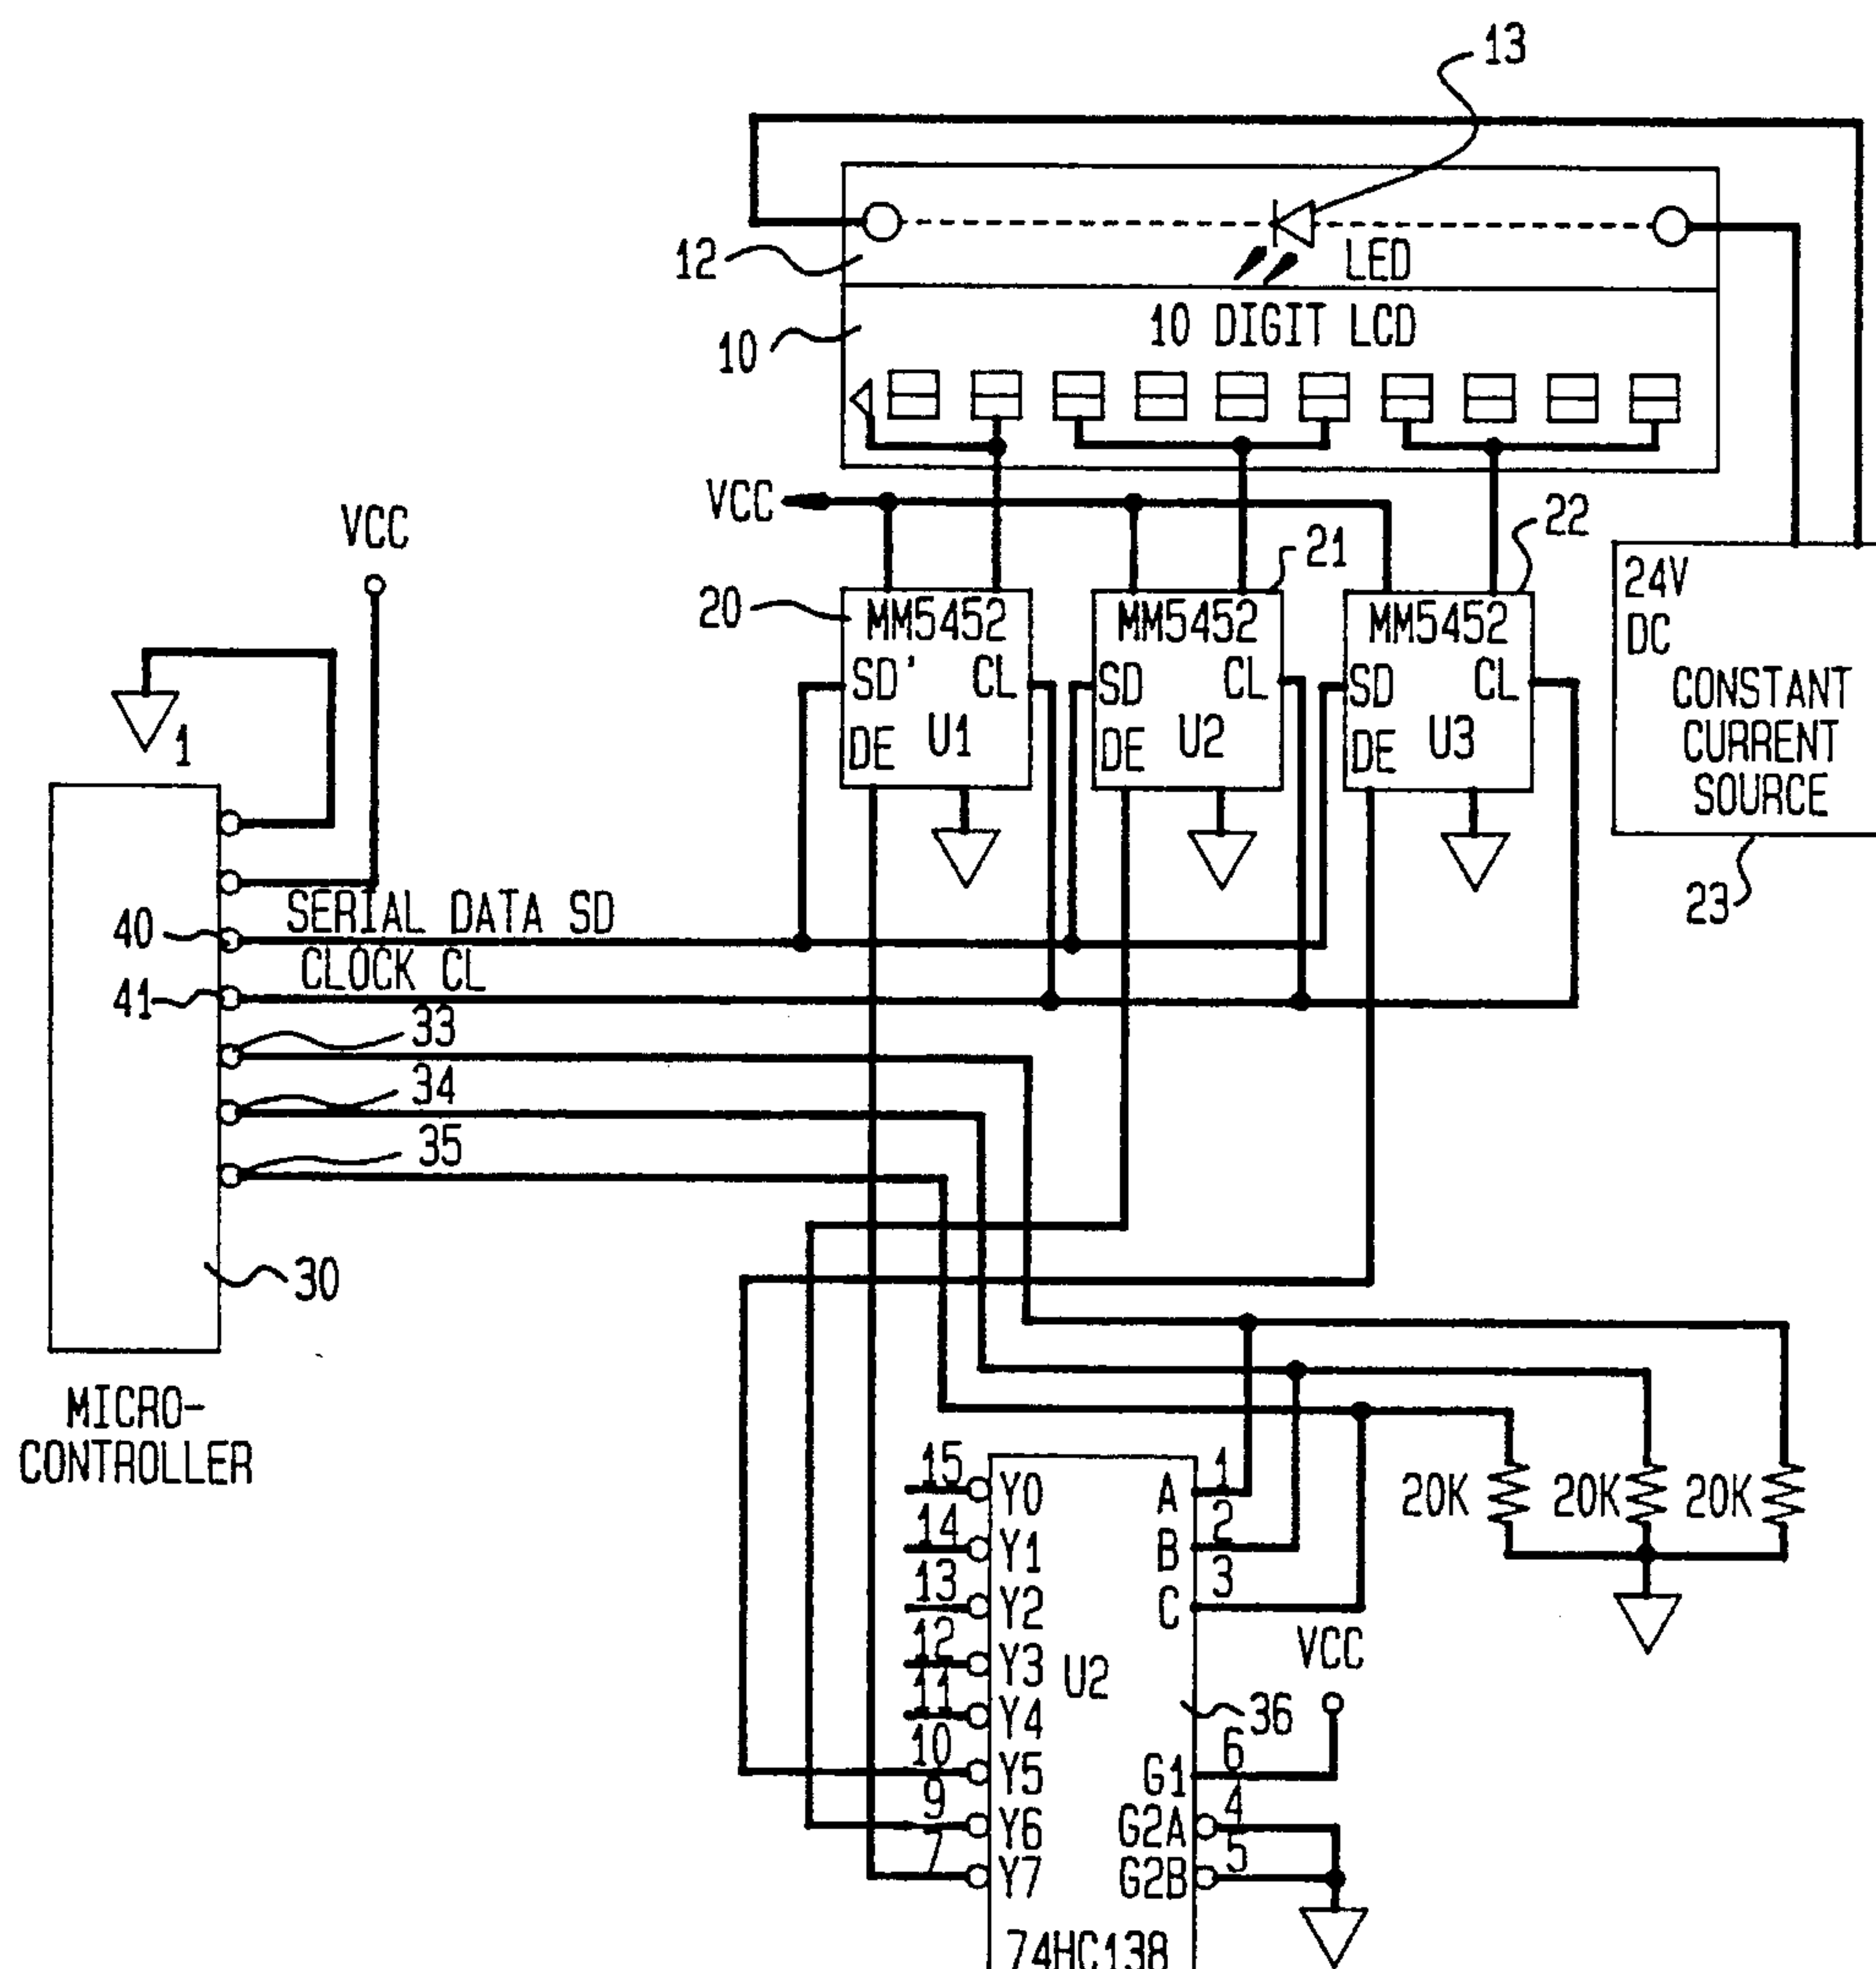 13
12
LED
10
10 DIGIT LCD
VCC
22
VCC
21
24V
DC
20
MM5452
MM5452
MM5452
SD' CL
SD CL
SD CL
CONSTANT
CURRENT
SOURCE
DE U1
DE U2
DE U3
1
23
40
SERIAL DATA SD
CLOCK CL
41
33
34
35
30
MICRO-
CONTROLLER
15 Y0 A 1
14 Y1 B 2
13 Y2 C 3
12 Y3
11 Y4
10 Y5 G1 6
9 Y6 G2A 4
7 Y7 G2B 5
U2
36
VCC
20K 20K 20K
74HC138